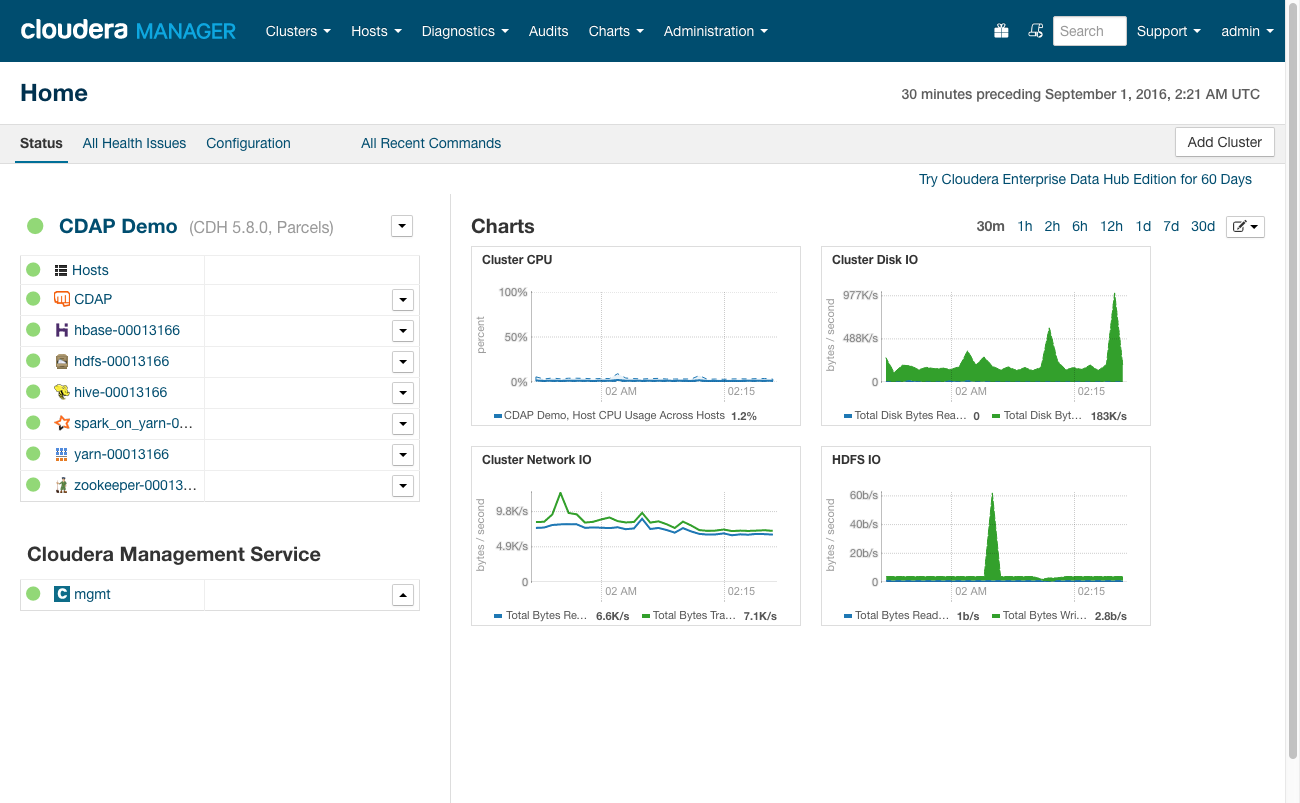 cloudera MANAGER Clusters Hosts Diagnostics Audits Charts Administration Search Support admin
Home
30 minutes preceding September 1, 2016, 2:21 AM UTC
Status All Health Issues Configuration All Recent Commands Add Cluster
Try Cloudera Enterprise Data Hub Edition for 60 Days
CDAP Demo (CDH 5.8.0, Parcels)
Hosts
CDAP
hbase-00013166
hdfs-00013166
hive-00013166
spark_on_yarn-0...
yarn-00013166
zookeeper-00013...
Cloudera Management Service
C mgmt
Charts 30m 1h 2h 6h 12h 1d 7d 30d
Cluster CPU
percent
100%
50%
0%
02 AM 02:15
CDAP Demo, Host CPU Usage Across Hosts 1.2%
Cluster Disk IO
bytes / second
977K/s
488K/s
0
02 AM 02:15
Total Disk Bytes Rea... 0 Total Disk Byt... 183K/s
Cluster Network IO
bytes / second
9.8K/s
4.9K/s
0
02 AM 02:15
Total Bytes Re... 6.6K/s Total Bytes Tra... 7.1K/s
HDFS IO
bytes / second
60b/s
40b/s
20b/s
0
02 AM 02:15
Total Bytes Read... 1b/s Total Bytes Wri... 2.8b/s